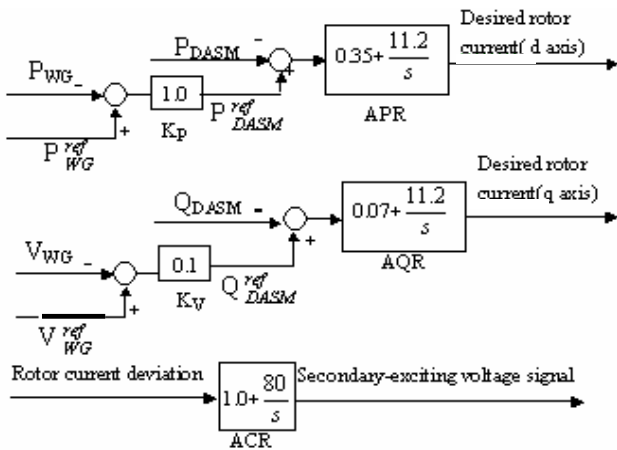 Desired rotor
current( d axis)
P_DASM -
0.35+ 11.2/s
+
APR
P_WG -
1.0
K_P
P^ref_DASM
+
P^ref_WG
Desired rotor
current(q axis)
Q_DASM -
0.07+ 11.2/s
+
AQR
V_WG -
0.1
K_V
Q^ref_DASM
+
V^ref_WG
Rotor current deviation
1.0+ 80/s
Secondary-exciting voltage signal
ACR